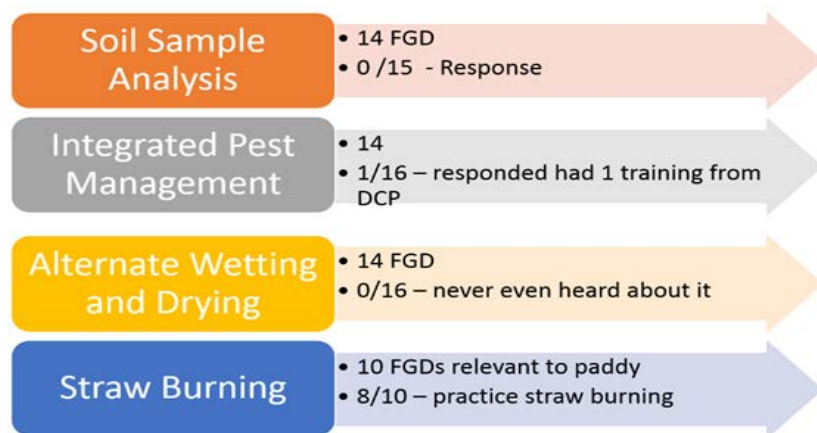 Soil Sample
Analysis
• 14 FGD
• 0 /15 - Response
Integrated Pest
Management
• 14
• 1/16 – responded had 1 training from
DCP
Alternate Wetting
and Drying
• 14 FGD
• 0/16 – never even heard about it
Straw Burning
• 10 FGDs relevant to paddy
• 8/10 – practice straw burning